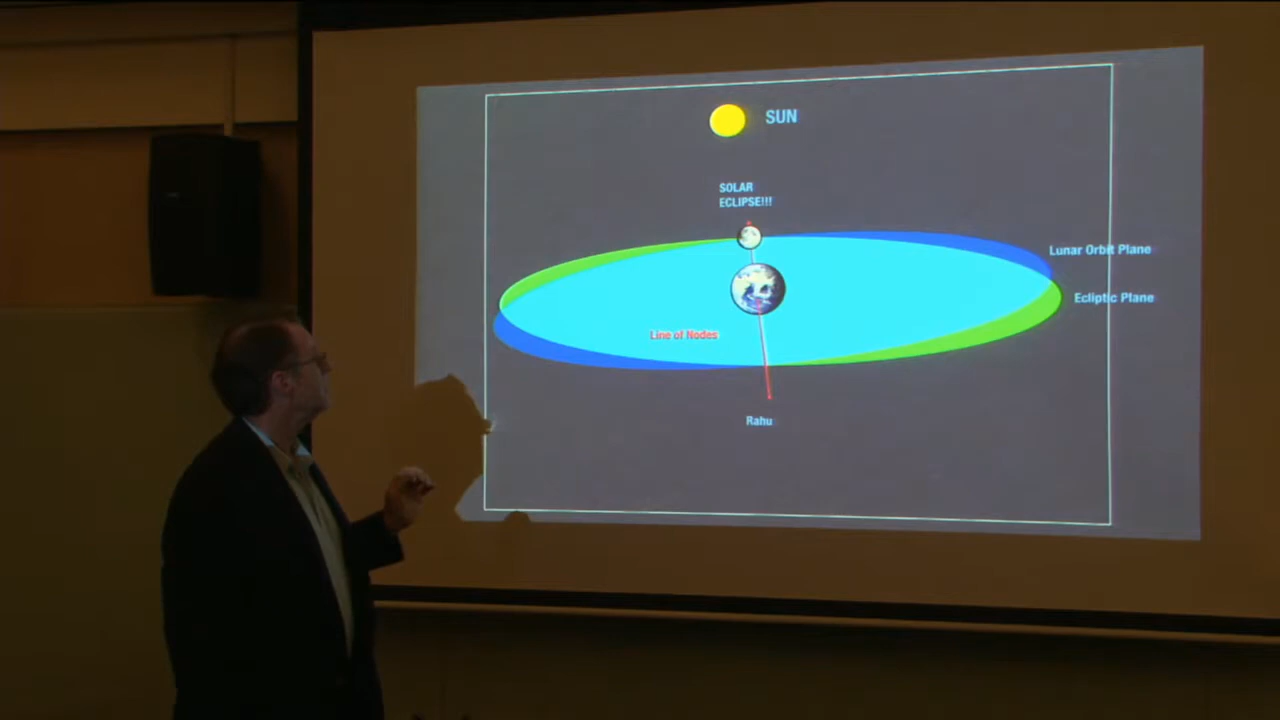 SUN
SOLAR
ECLIPSE!!!
Lunar Orbit Plane
Ecliptic Plane
Line of Nodes
Rahu